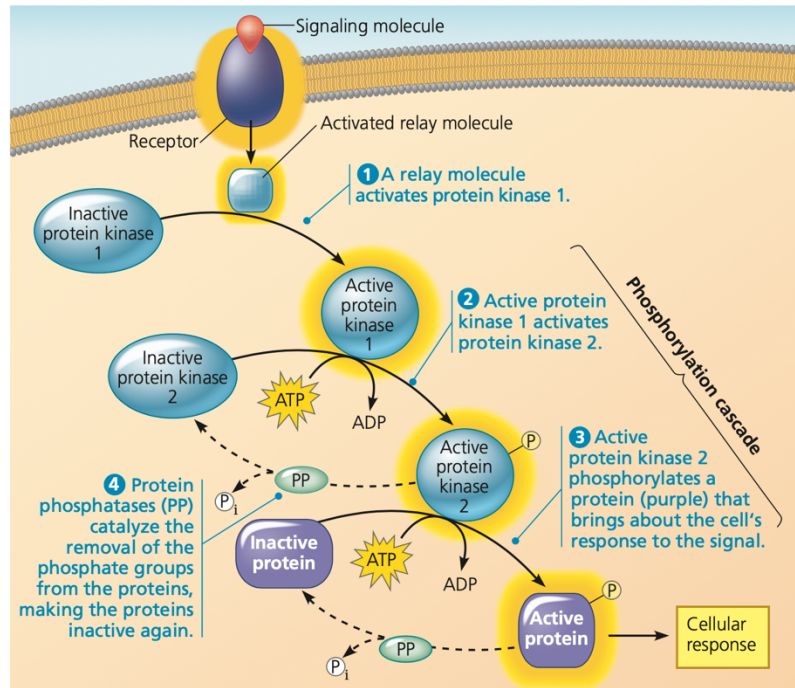 Signaling molecule
Receptor
Activated relay molecule
1 A relay molecule
activates protein kinase 1.
Inactive
protein kinase
1
Active
protein
kinase
1
2 Active protein
kinase 1 activates
protein kinase 2.
Phosphorylation cascade
Inactive
protein kinase
2
ATP
ADP
Active
protein
kinase
2
P
3 Active
protein kinase 2
phosphorylates a
protein (purple) that
brings about the cell’s
response to the signal.
4 Protein
phosphatases (PP)
catalyze the
removal of the
phosphate groups
from the proteins,
making the proteins
inactive again.
PP
Pi
Inactive
protein
ATP
ADP
Active
protein
P
PP
Pi
Cellular
response